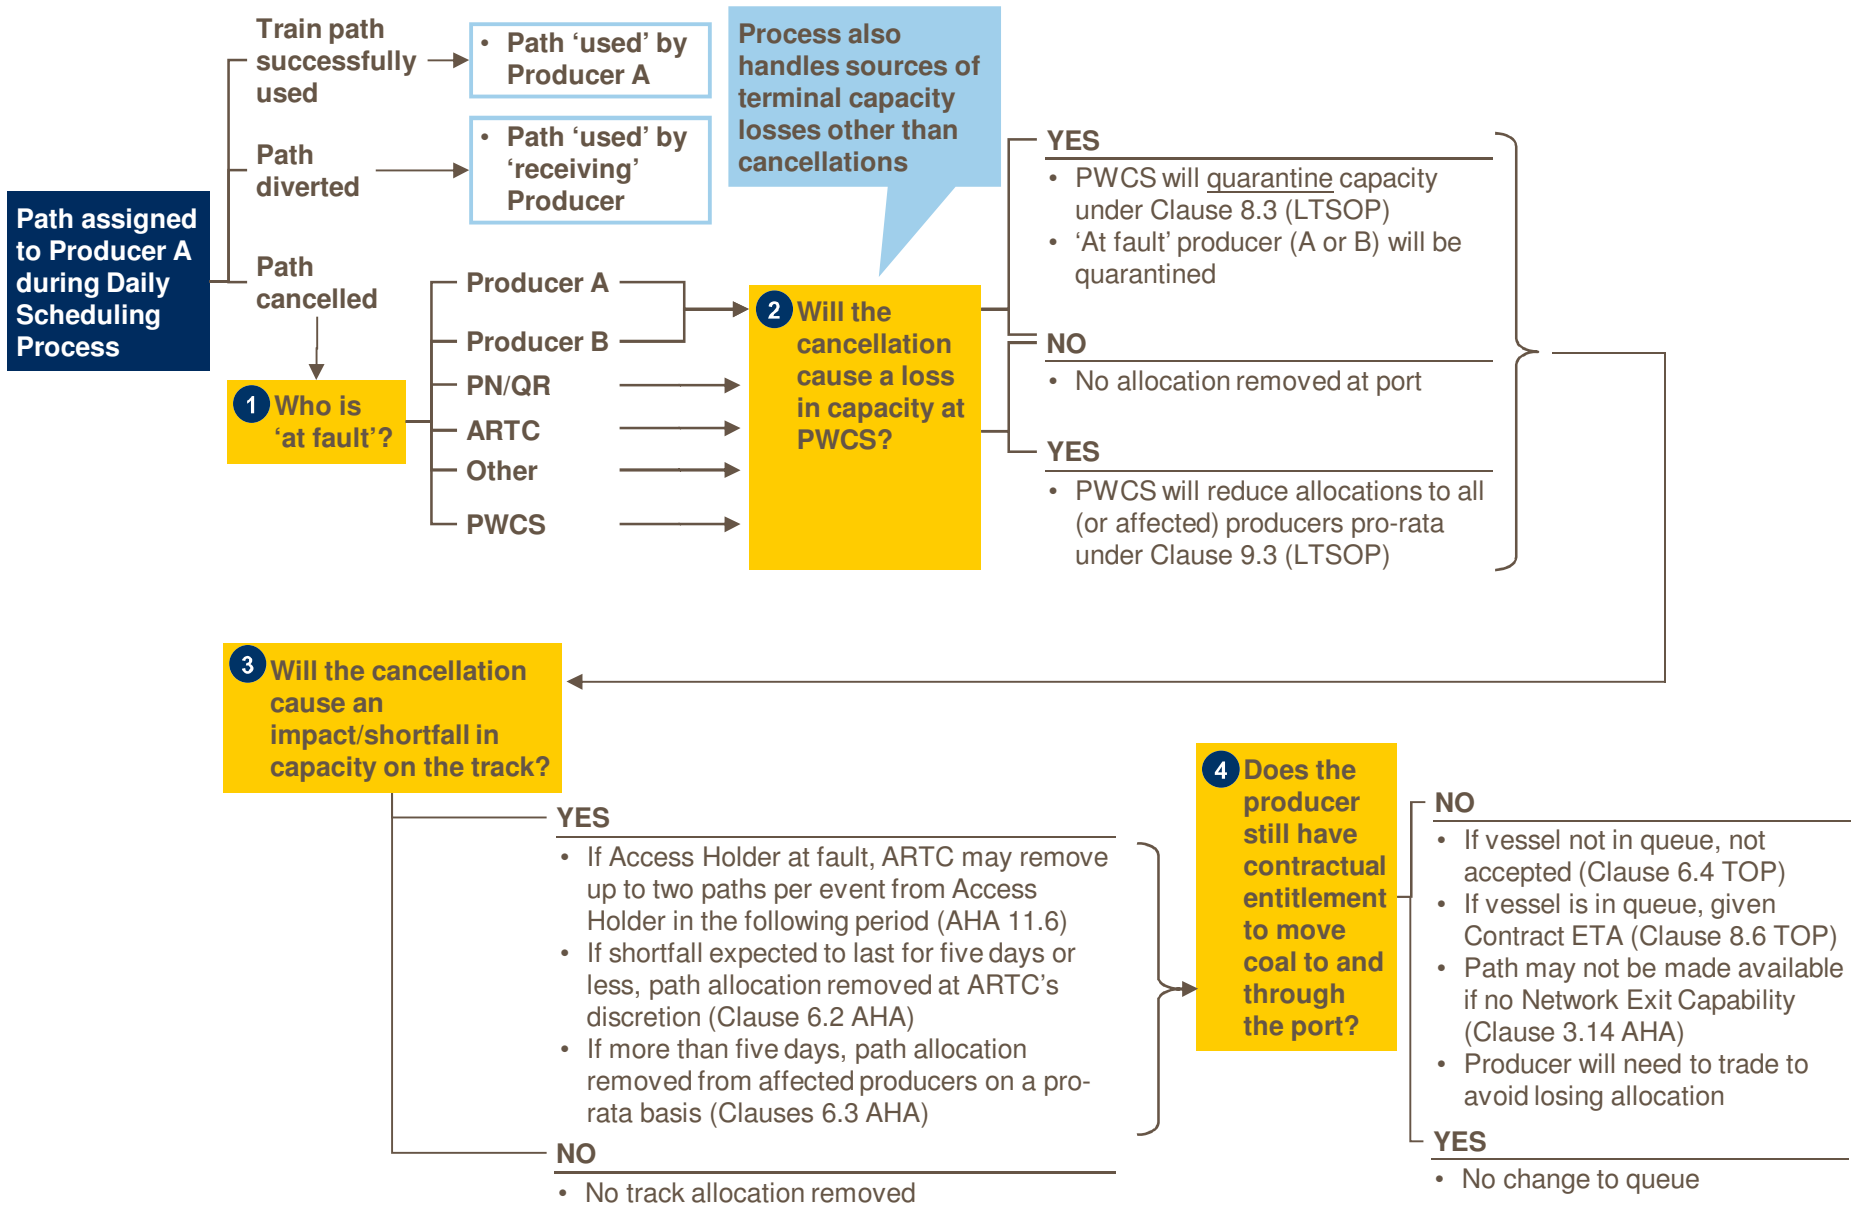 Path assigned
to Producer A
during Daily
Scheduling
Process
Train path
successfully
used
• Path ‘used’ by
Producer A
Path
diverted
• Path ‘used’ by
‘receiving’
Producer
Path
cancelled
Process also
handles sources of
terminal capacity
losses other than
cancellations
1 Who is
‘at fault’?
Producer A
Producer B
PN/QR
ARTC
Other
PWCS
2 Will the
cancellation
cause a loss
in capacity at
PWCS?
YES
• PWCS will quarantine capacity
under Clause 8.3 (LTSOP)
• ‘At fault’ producer (A or B) will be
quarantined
NO
• No allocation removed at port
YES
• PWCS will reduce allocations to all
(or affected) producers pro-rata
under Clause 9.3 (LTSOP)
3 Will the cancellation
cause an
impact/shortfall in
capacity on the track?
YES
• If Access Holder at fault, ARTC may remove
up to two paths per event from Access
Holder in the following period (AHA 11.6)
• If shortfall expected to last for five days or
less, path allocation removed at ARTC’s
discretion (Clause 6.2 AHA)
• If more than five days, path allocation
removed from affected producers on a pro-
rata basis (Clauses 6.3 AHA)
NO
• No track allocation removed
4 Does the
producer
still have
contractual
entitlement
to move
coal to and
through
the port?
NO
• If vessel not in queue, not
accepted (Clause 6.4 TOP)
• If vessel is in queue, given
Contract ETA (Clause 8.6 TOP)
• Path may not be made available
if no Network Exit Capability
(Clause 3.14 AHA)
• Producer will need to trade to
avoid losing allocation
YES
• No change to queue